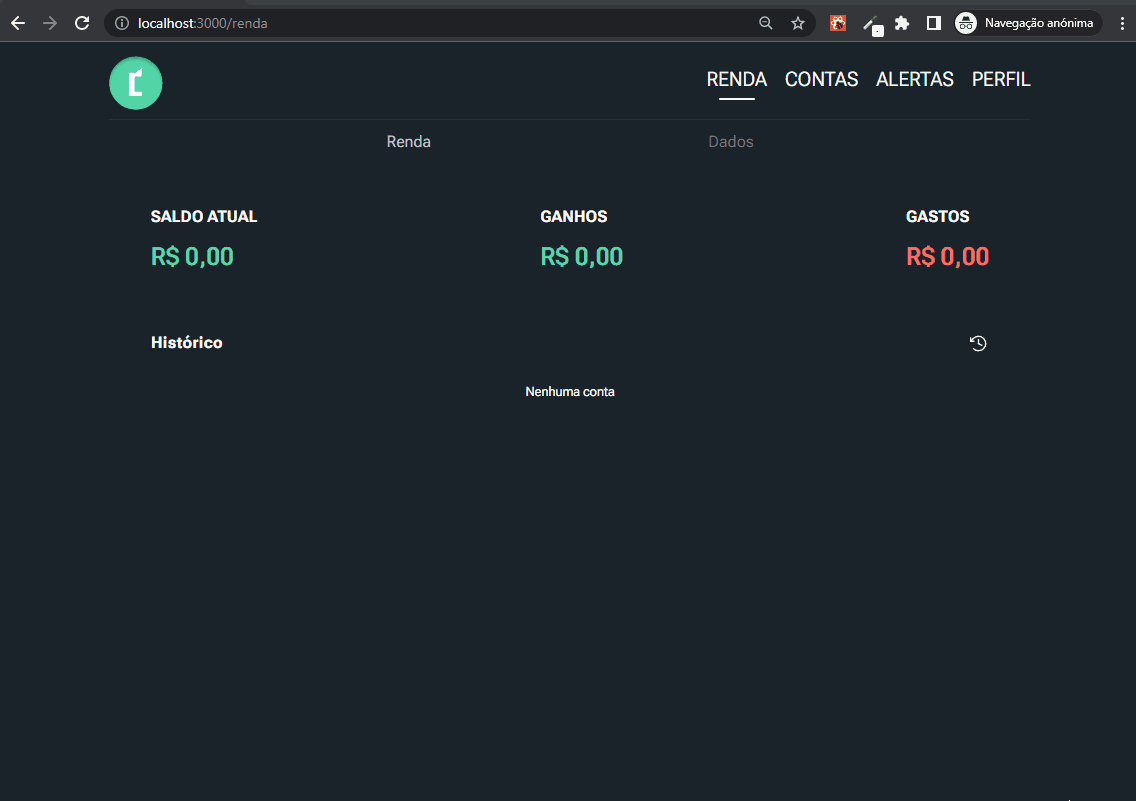 localhost:3000/renda
Navegação anónima
RENDA CONTAS ALERTAS PERFIL
Renda Dados
SALDO ATUAL GANHOS GASTOS
R$ 0,00 R$ 0,00 R$ 0,00
Histórico
Nenhuma conta